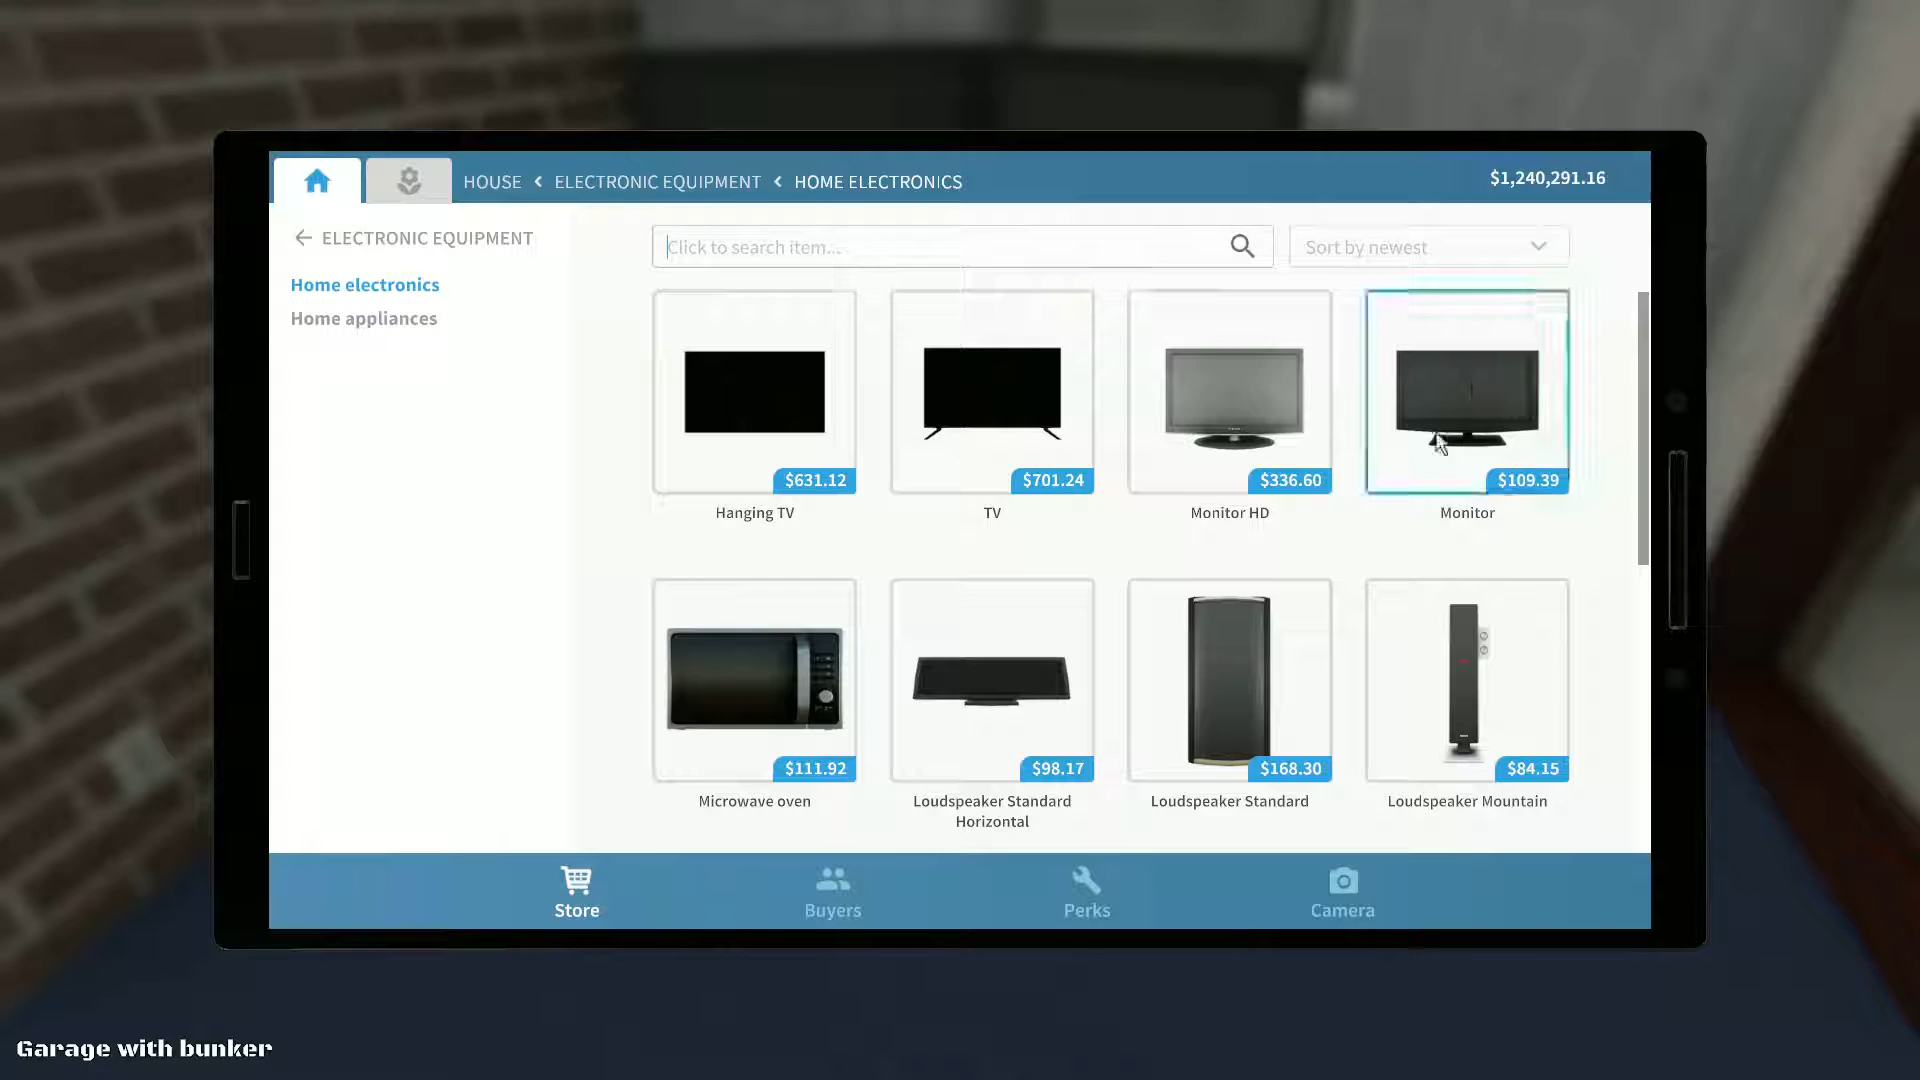 HOUSE < ELECTRONIC EQUIPMENT < HOME ELECTRONICS
$1,240,291.16
ELECTRONIC EQUIPMENT
Home electronics
Home appliances
Click to search item...
Sort by newest
$631.12
$701.24
$336.60
$109.39
Hanging TV
TV
Monitor HD
Monitor
$111.92
$98.17
$168.30
$84.15
Microwave oven
Loudspeaker Standard
Horizontal
Loudspeaker Standard
Loudspeaker Mountain
Store
Buyers
Perks
Camera
Garage with bunker